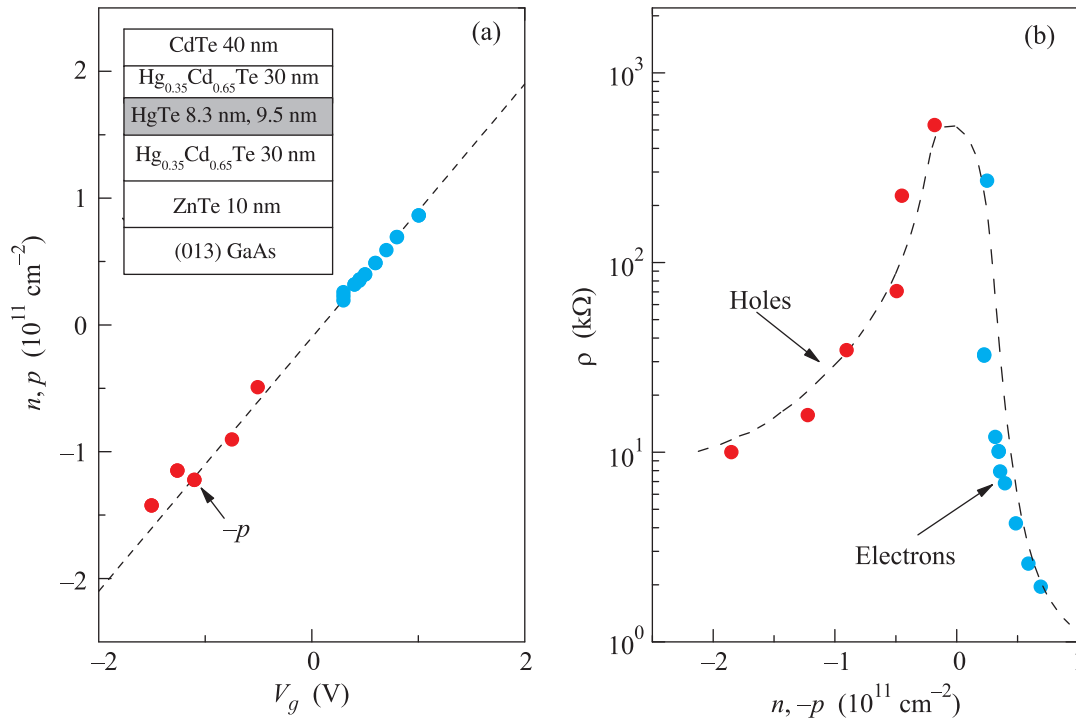 (a)
CdTe 40 nm
Hg0.35Cd0.65Te 30 nm
HgTe 8.3 nm, 9.5 nm
Hg0.35Cd0.65Te 30 nm
ZnTe 10 nm
(013) GaAs
–p
2
1
0
–1
–2
n, p (10^11 cm^–2)
–2 0 2
V_g (V)
(b)
10^3
10^2
10^1
10^0
ρ (kΩ)
Holes
Electrons
–2 –1 0 1
n, –p (10^11 cm^–2)